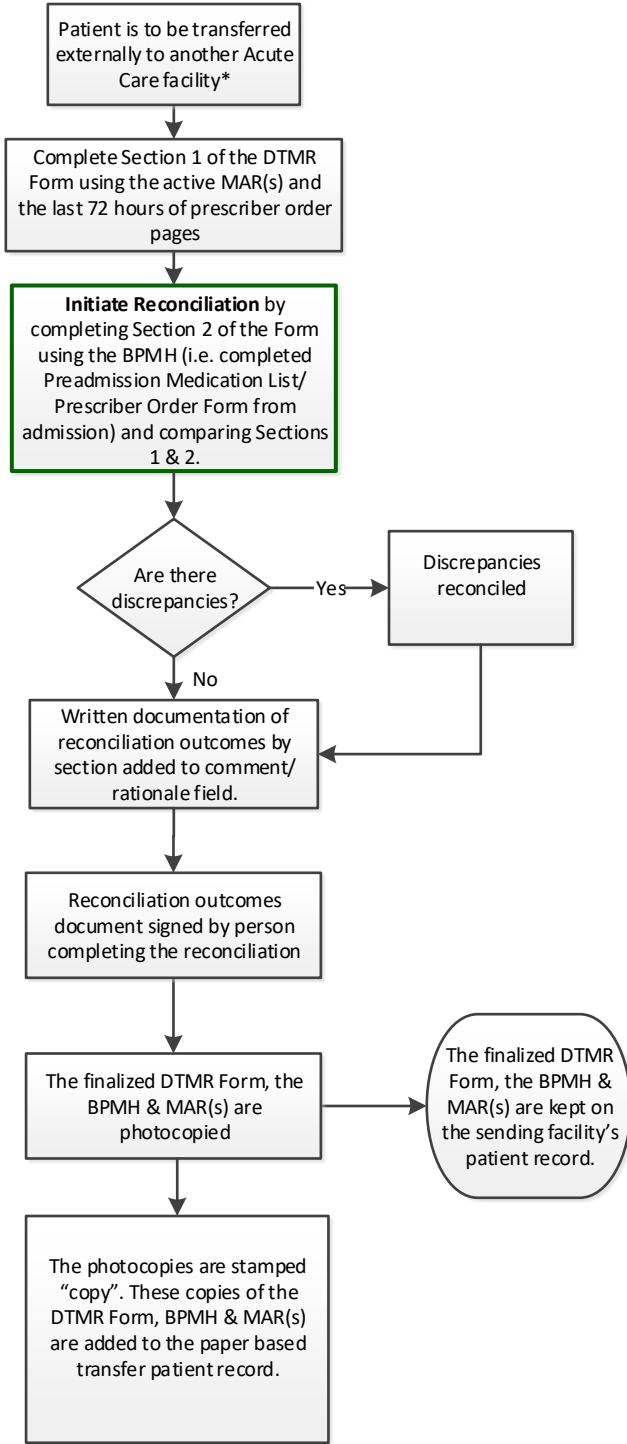 Patient is to be transferred
externally to another Acute
Care facility*
Complete Section 1 of the DTMR
Form using the active MAR(s) and
the last 72 hours of prescriber order
pages
Initiate Reconciliation by
completing Section 2 of the Form
using the BPMH (i.e. completed
Preadmission Medication List/
Prescriber Order Form from
admission) and comparing Sections
1 & 2.
Are there
discrepancies?
Yes
Discrepancies
reconciled
No
Written documentation of
reconciliation outcomes by
section added to comment/
rationale field.
Reconciliation outcomes
document signed by person
completing the reconciliation
The finalized DTMR Form, the
BPMH & MAR(s) are
photocopied
The finalized DTMR
Form, the BPMH &
MAR(s) are kept on
the sending facility’s
patient record.
The photocopies are stamped
“copy”. These copies of the
DTMR Form, BPMH & MAR(s)
are added to the paper based
transfer patient record.